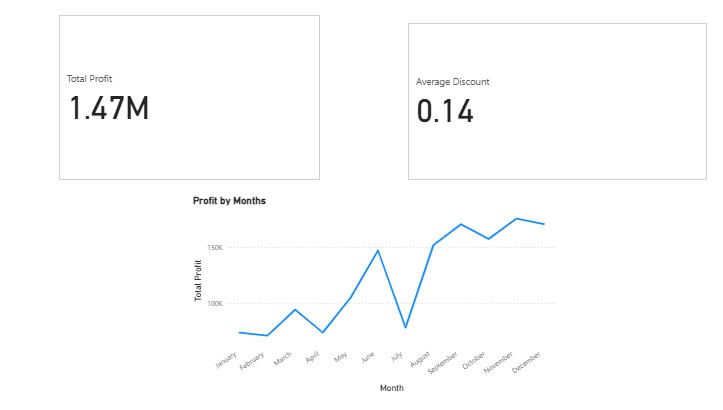 Total Profit
1.47M
Average Discount
0.14
Profit by Months
150K
100K
Total Profit
January
February
March
April
May
June
July
August
September
October
November
December
Month